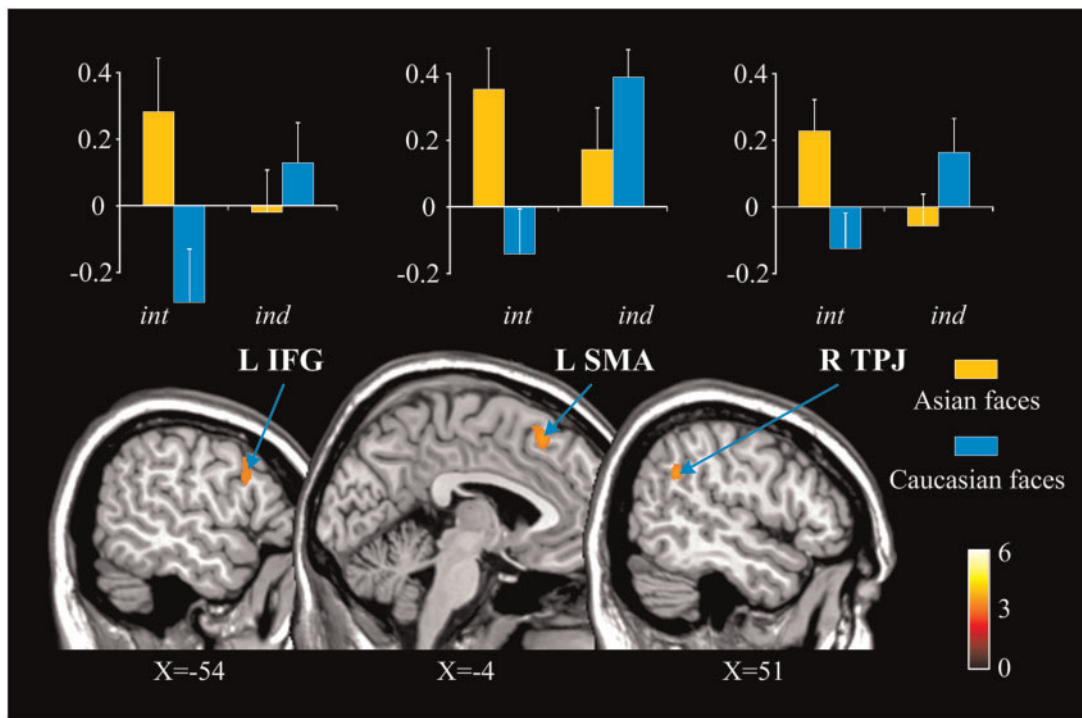 0.4 0.4 0.4
0.2 0.2 0.2
0 0 0
-0.2 -0.2 -0.2
int ind int ind int ind
L IFG L SMA R TPJ
Asian faces
Caucasian faces
6
3
0
X=-54 X=-4 X=51